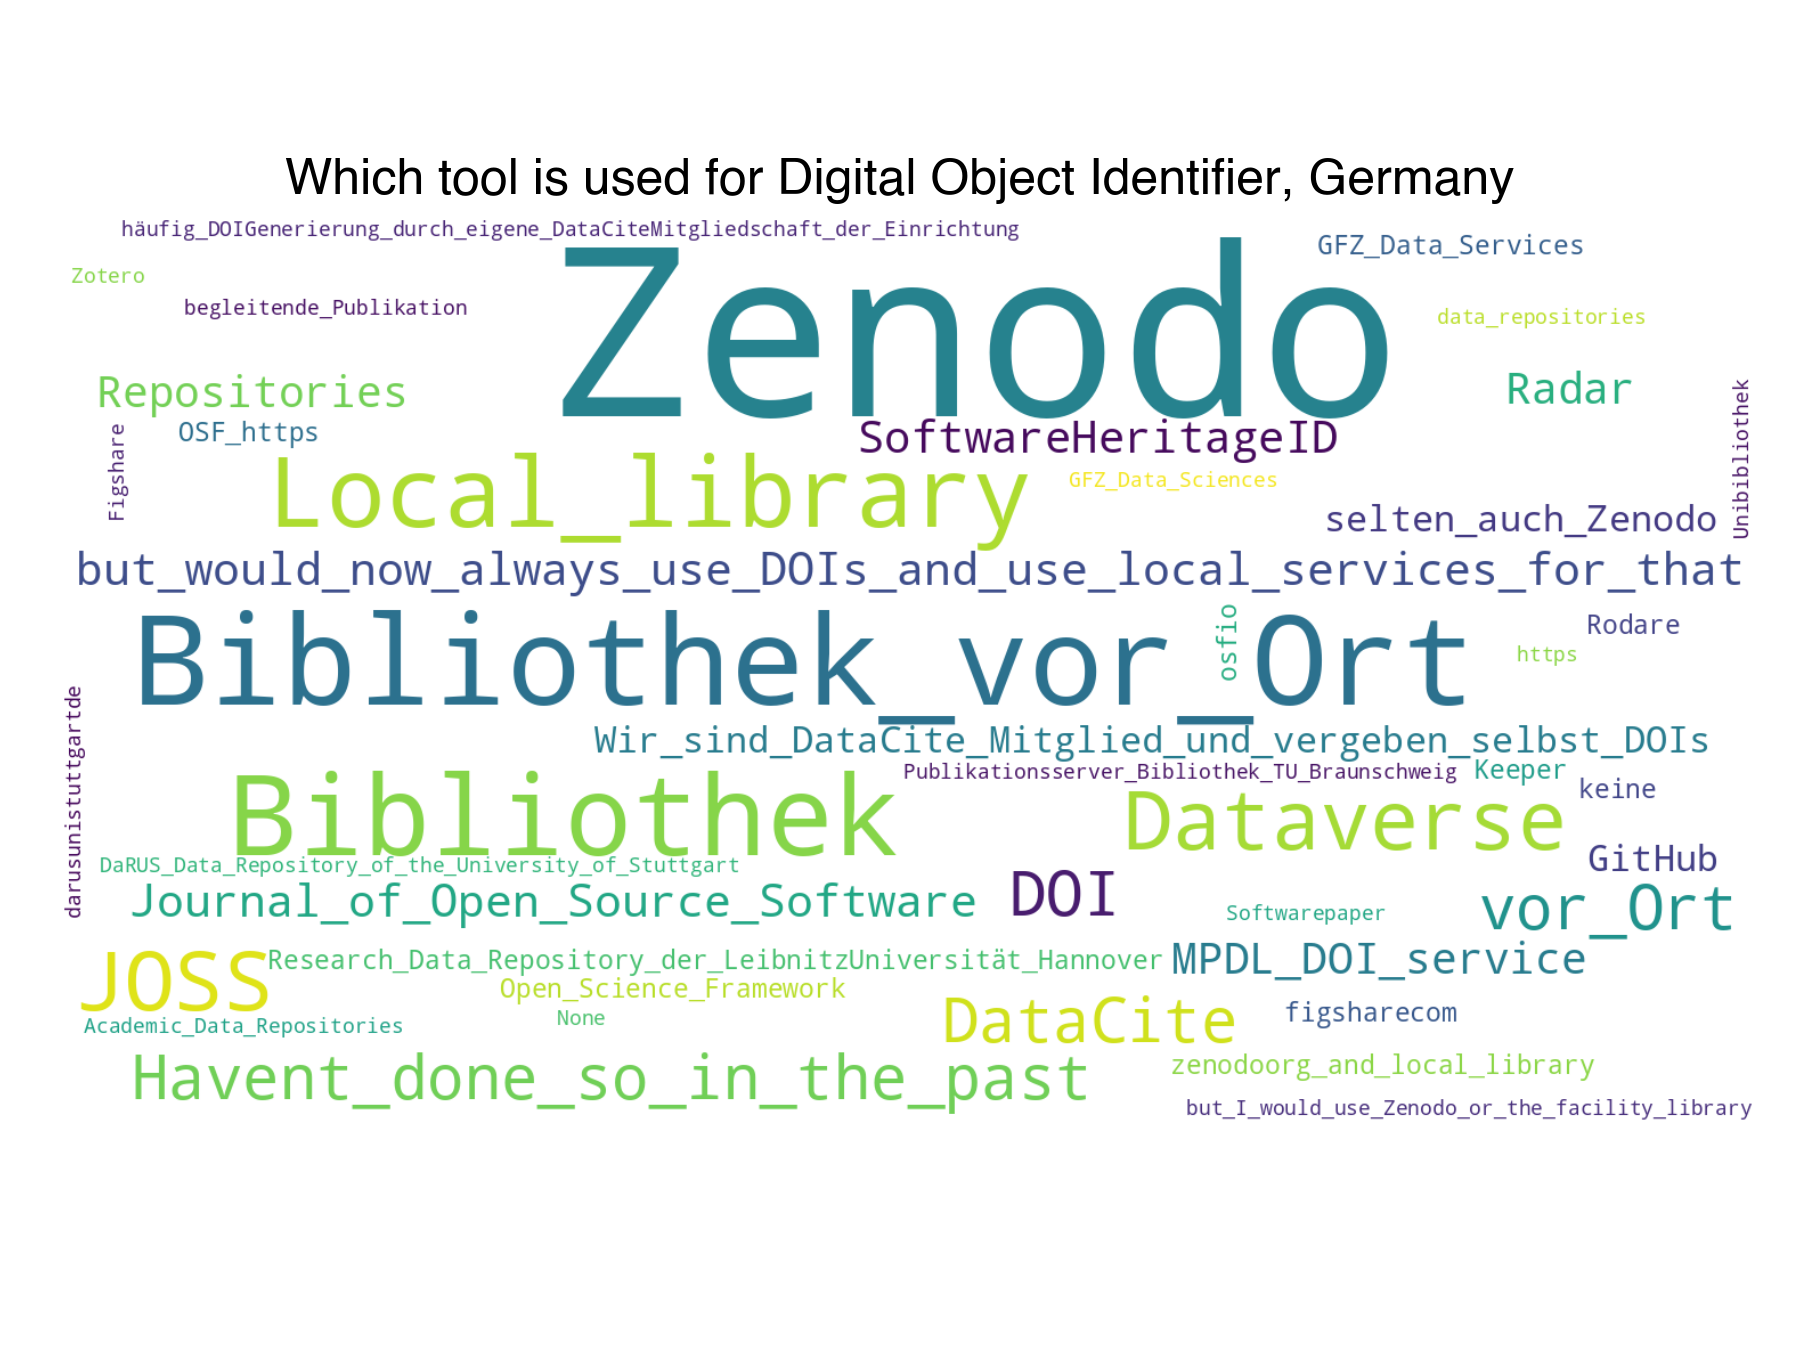 Which tool is used for Digital Object Identifier, Germany
häufig_DOIGenerierung_durch_eigene_DataCiteMitgliedschaft_der_Einrichtung
GFZ_Data_Services
Zotero
Zenodo
begleitende_Publikation
data_repositories
Repositories
Radar
Unibibliothek
OSF_https
Figshare
SoftwareHeritageID
Local_library
GFZ_Data_Sciences
selten_auch_Zenodo
but_would_now_always_use_DOIs_and_use_local_services_for_that
Bibliothek_vor_Ort
osfio
Rodare
https
Wir_sind_DataCite_Mitglied_und_vergeben_selbst_DOIs
darusunistuttgartde
Publikationsserver_Bibliothek_TU_Braunschweig
Keeper
keine
Bibliothek
Dataverse
GitHub
DaRUS_Data_Repository_of_the_University_of_Stuttgart
Journal_of_Open_Source_Software
DOI
Softwarepaper
vor_Ort
JOSS
Research_Data_Repository_der_LeibnitzUniversität_Hannover
MPDL_DOI_service
Open_Science_Framework
None
Academic_Data_Repositories
DataCite
figsharecom
Havent_done_so_in_the_past
zenodoorg_and_local_library
but_I_would_use_Zenodo_or_the_facility_library